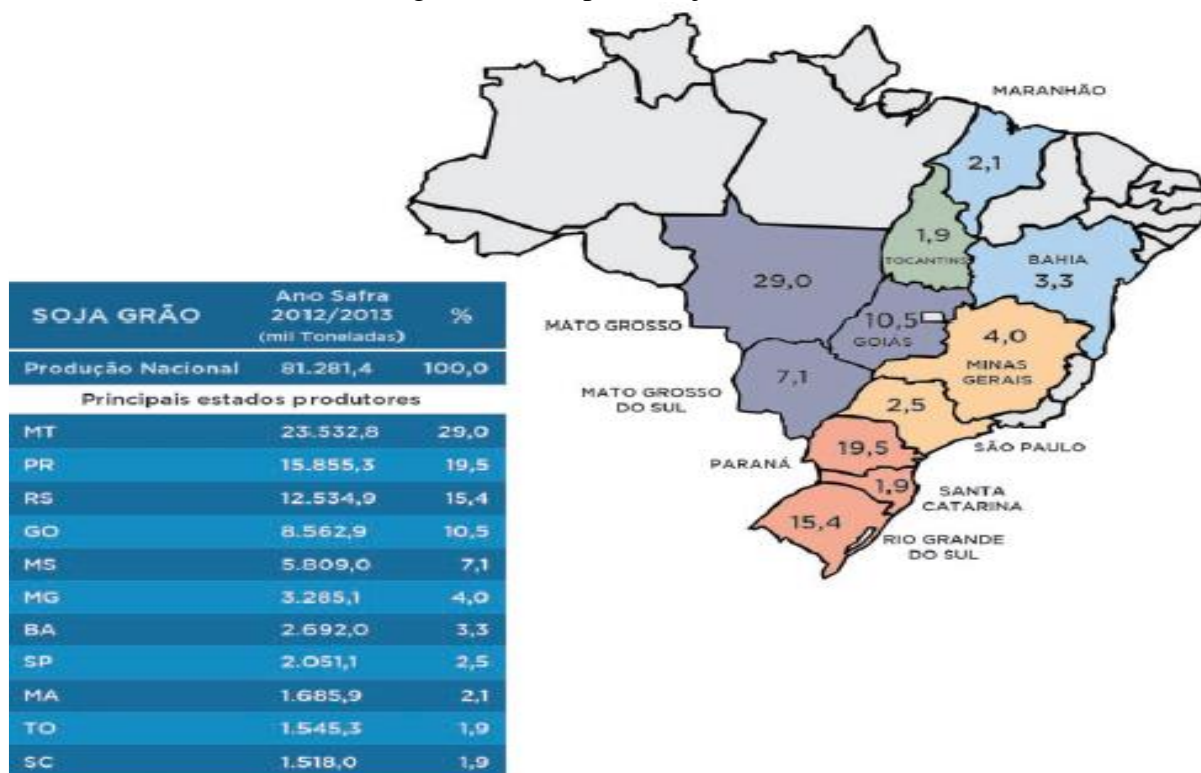 SOJA GRÃO
Ano Safra
2012/2013
(mil Toneladas)
%
Produção Nacional 81.281,4 100,0
Principais estados produtores
MT 23.532,8 29,0
PR 15.855,3 19,5
RS 12.534,9 15,4
GO 8.562,9 10,5
MS 5.809,0 7,1
MG 3.285,1 4,0
BA 2.692,0 3,3
SP 2.051,1 2,5
MA 1.685,9 2,1
TO 1.545,3 1,9
SC 1.518,0 1,9
MARANHÃO
2,1
1,9
TOCANTINS
BAHIA
3,3
29,0
MATO GROSSO
10,5
GOIÁS
4,0
MINAS
GERAIS
7,1
MATO GROSSO
DO SUL
2,5
SÃO PAULO
19,5
PARANÁ
1,9
SANTA
CATARINA
15,4
RIO GRANDE
DO SUL